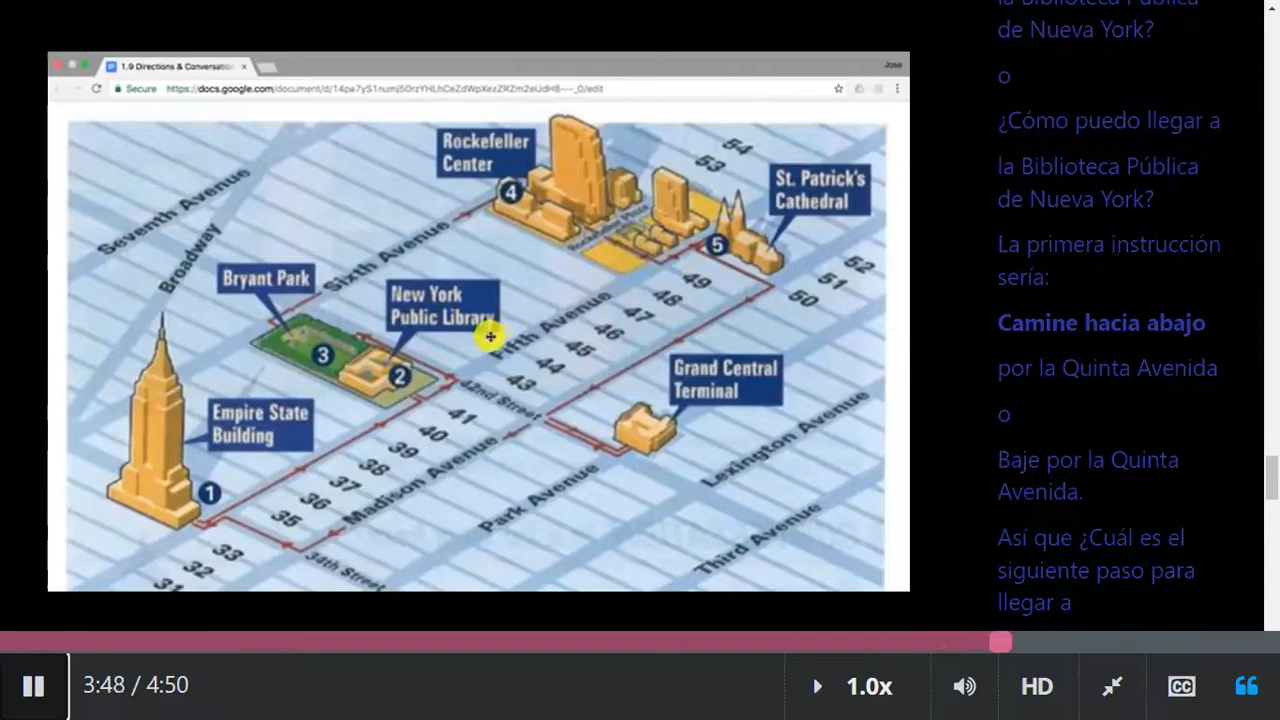 1.9 Directions & Conversatio
Jose
Secure
Rockefeller
Center
54
53
St. Patrick's
Cathedral
Seventh Avenue
Broadway
Sixth Avenue
4
5
Bryant Park
New York
Public Library
Fifth Avenue
52
51
50
49
48
47
46
45
44
43
42nd Street
41
40
39
38
37
36
35
3
2
Grand Central
Terminal
Empire State
Building
1
Madison Avenue
Park Avenue
Lexington Avenue
Third Avenue
34th Street
33
32
31
la Biblioteca Pública
de Nueva York?
o
¿Cómo puedo llegar a
la Biblioteca Pública
de Nueva York?
La primera instrucción
sería:
Camine hacia abajo
por la Quinta Avenida
o
Baje por la Quinta
Avenida.
Así que ¿Cuál es el
siguiente paso para
llegar a
3:48 / 4:50
1.0x
HD
CC